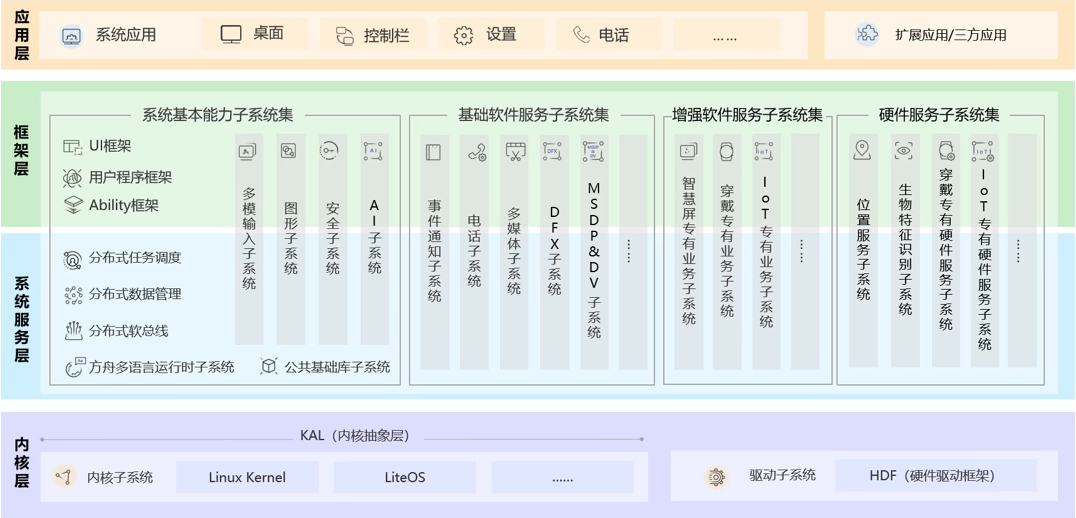 应用层
系统应用
桌面
控制栏
设置
电话
... ...
扩展应用/三方应用
框架层
系统服务层
系统基本能力子系统集
UI框架
用户程序框架
Ability框架
分布式任务调度
分布式数据管理
分布式软总线
方舟多语言运行时子系统
公共基础库子系统
多模输入子系统
图形子系统
安全子系统
AI子系统
基础软件服务子系统集
事件通知子系统
电话子系统
多媒体子系统
DFX
DFX子系统
MSDP & DV
MSDP&DV子系统
......
增强软件服务子系统集
智慧屏专有业务子系统
穿戴专有业务子系统
IoT
IoT专有业务子系统
......
硬件服务子系统集
位置服务子系统
生物特征识别子系统
穿戴专有硬件服务子系统
IoT
IoT专有硬件服务子系统
......
内核层
KAL（内核抽象层）
内核子系统
Linux Kernel
LiteOS
......
驱动子系统
HDF（硬件驱动框架）